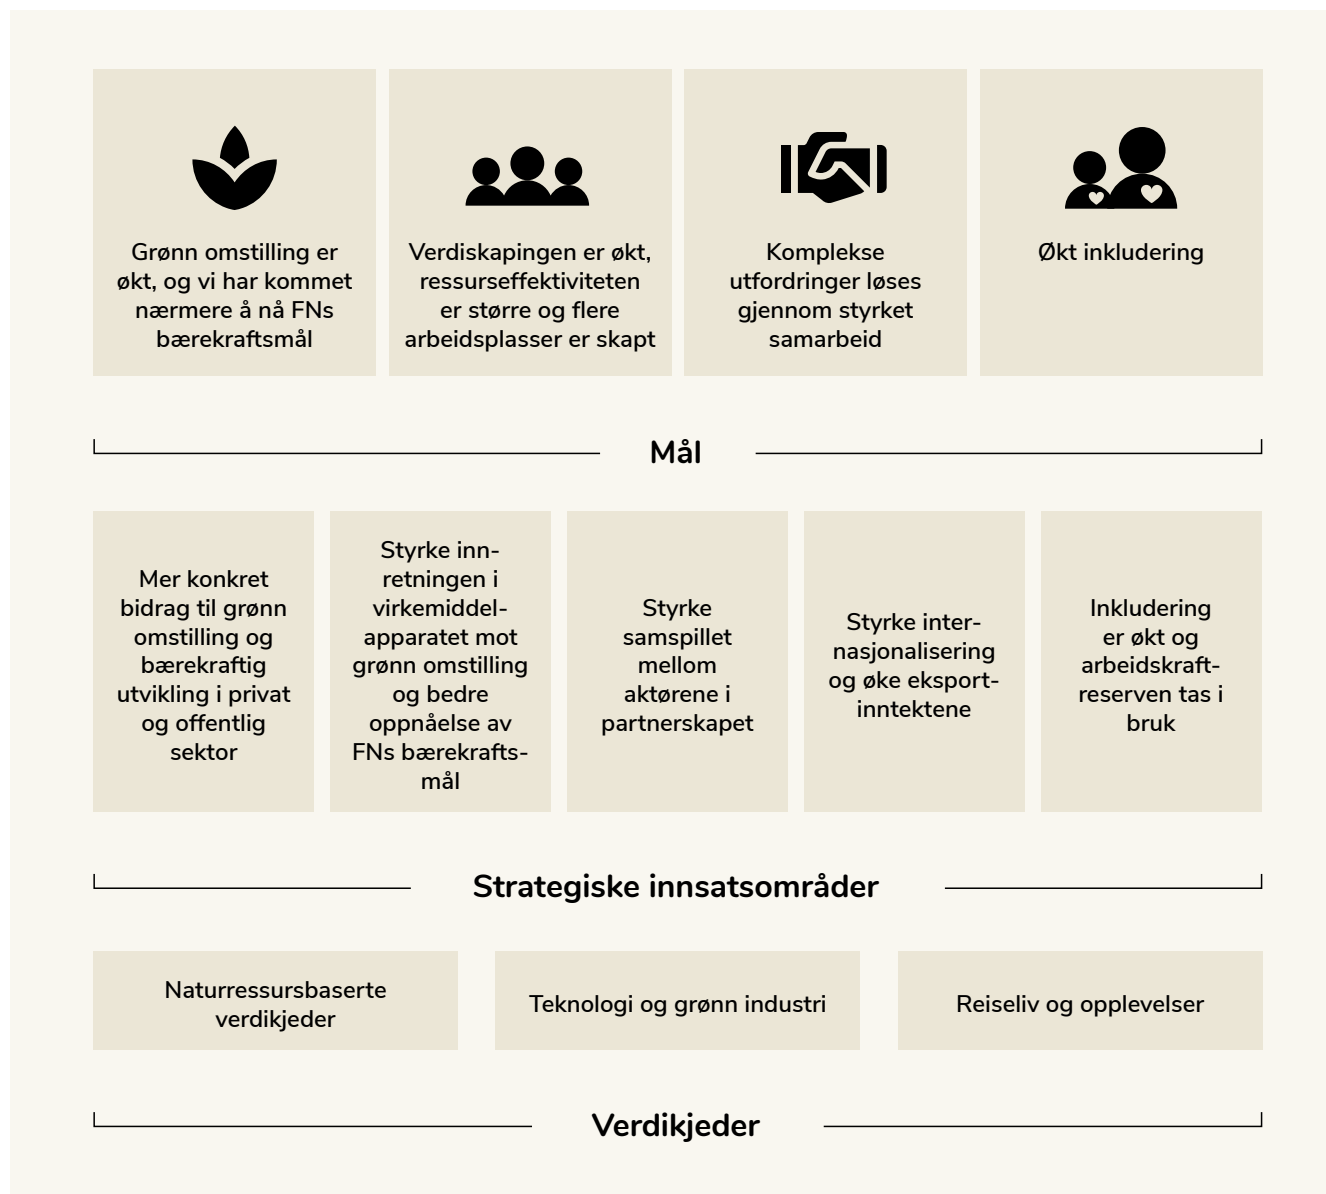 Grønn omstilling er
økt, og vi har kommet
nærmere å nå FNs
bærekraftsmål
Verdiskapingen er økt,
ressurseffektiviteten
er større og flere
arbeidsplasser er skapt
Komplekse
utfordringer løses
gjennom styrket
samarbeid
Økt inkludering
Mål
Mer konkret
bidrag til grønn
omstilling og
bærekraftig
utvikling i privat
og offentlig
sektor
Styrke inn-
retningen i
virkemiddel-
apparatet mot
grønn omstilling
og bedre
oppnåelse av
FNs bærekrafts-
mål
Styrke
samspillet
mellom
aktørene i
partnerskapet
Styrke inter-
nasjonalisering
og øke eksport-
inntektene
Inkludering
er økt og
arbeidskraft-
reserven tas i
bruk
Strategiske innsatsområder
Naturressursbaserte
verdikjeder
Teknologi og grønn industri
Reiseliv og opplevelser
Verdikjeder